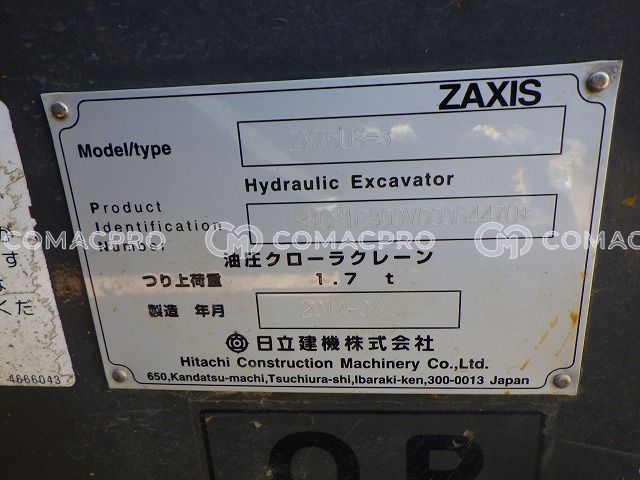 ZAXIS
Model/type ZX75US-3
Hydraulic Excavator
Product
Identification
Number
油圧クローラクレーン
つり上荷重 1.7 t
製造 年月 2014-04
日立建機株式会社
Hitachi Construction Machinery Co.,Ltd.
650,Kandatsu-machi,Tsuchiura-shi,Ibaraki-ken,300-0013 Japan
4666043
COMACPRO COMACPRO COMACPRO